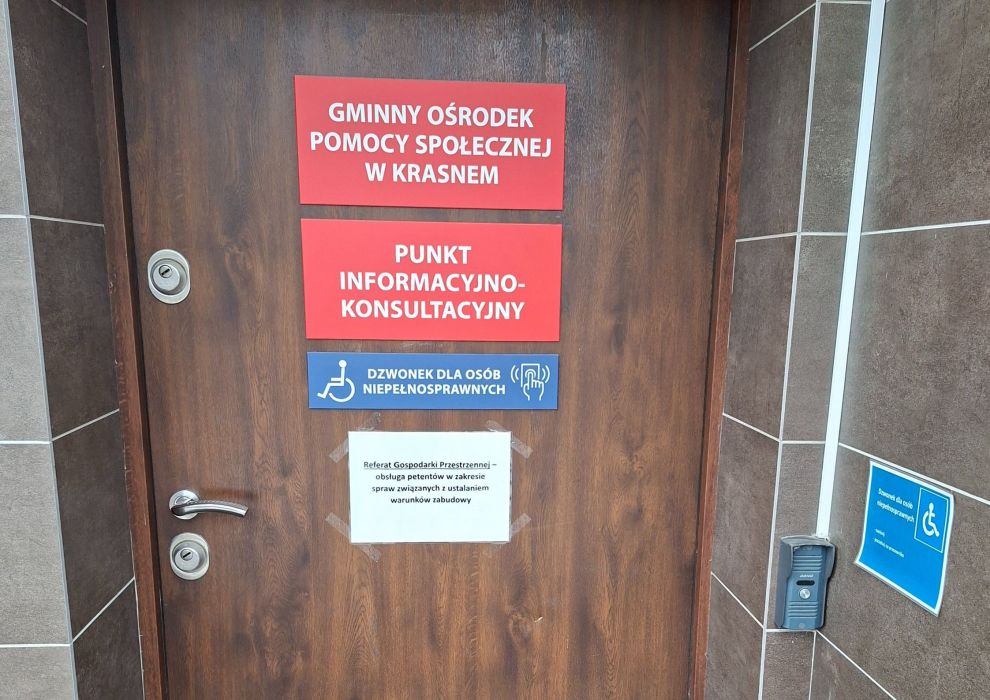 GMINNY OŚRODEK
POMOCY SPOŁECZNEJ
W KRASNEM
PUNKT
INFORMACYJNO-
KONSULTACYJNY
DZWONEK DLA OSÓB
NIEPEŁNOSPRAWNYCH
Referat Gospodarki Przestrzennej –
obsługa petentów w zakresie
spraw związanych z ustalaniem
warunków zabudowy
Dzwonek dla osób
niepełnosprawnych